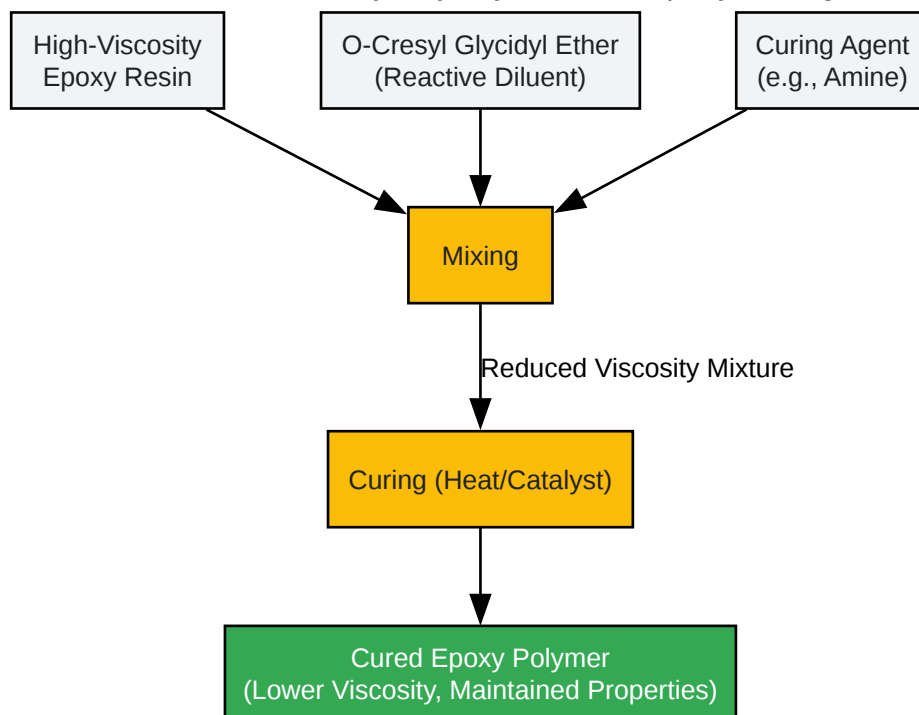 High-Viscosity
Epoxy Resin
O-Cresyl Glycidyl Ether
(Reactive Diluent)
Curing Agent
(e.g., Amine)
Mixing
Reduced Viscosity Mixture
Curing (Heat/Catalyst)
Cured Epoxy Polymer
(Lower Viscosity, Maintained Properties)